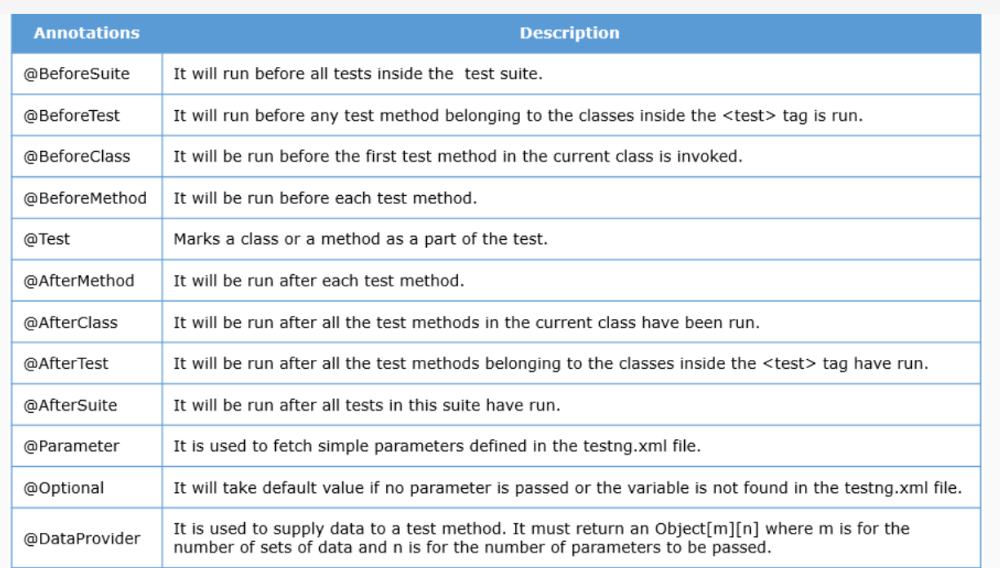 Annotations Description
@BeforeSuite It will run before all tests inside the test suite.
@BeforeTest It will run before any test method belonging to the classes inside the <test> tag is run.
@BeforeClass It will be run before the first test method in the current class is invoked.
@BeforeMethod It will be run before each test method.
@Test Marks a class or a method as a part of the test.
@AfterMethod It will be run after each test method.
@AfterClass It will be run after all the test methods in the current class have been run.
@AfterTest It will be run after all the test methods belonging to the classes inside the <test> tag have run.
@AfterSuite It will be run after all tests in this suite have run.
@Parameter It is used to fetch simple parameters defined in the testng.xml file.
@Optional It will take default value if no parameter is passed or the variable is not found in the testng.xml file.
@DataProvider It is used to supply data to a test method. It must return an Object[m][n] where m is for the
number of sets of data and n is for the number of parameters to be passed.